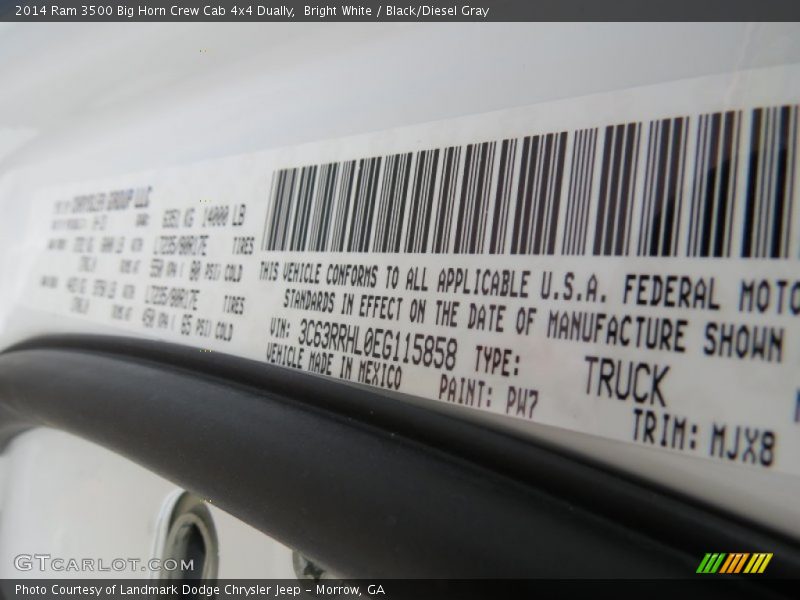 2014 Ram 3500 Big Horn Crew Cab 4x4 Dually,  Bright White / Black/Diesel Gray
CHRYSLER GROUP LLC
6351 KG 14000 LB
LT235/80R17E TIRES
550 KPA ( 80 PSI) COLD
LT235/80R17E TIRES
450 KPA ( 65 PSI) COLD
THIS VEHICLE CONFORMS TO ALL APPLICABLE U.S.A. FEDERAL MOTO
STANDARDS IN EFFECT ON THE DATE OF MANUFACTURE SHOWN
VIN: 3C63RRHL0EG115858 TYPE: TRUCK
VEHICLE MADE IN MEXICO PAINT: PW7 TRIM: MJX8
GTCARLOT.COM
Photo Courtesy of Landmark Dodge Chrysler Jeep - Morrow, GA